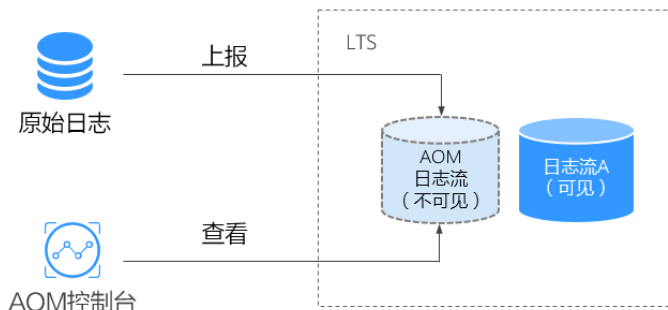 上报
LTS
原始日志
AOM
日志流
（不可见）
日志流A
（可见）
查看
AOM控制台